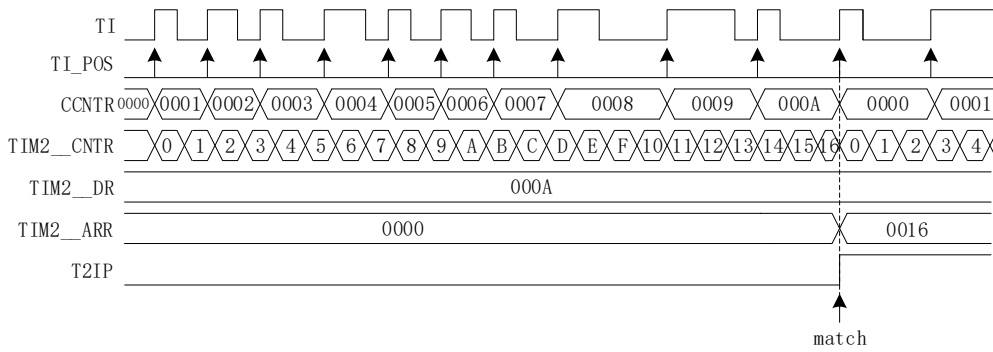 TI
TI_POS
CCNTR 0000 0001 0002 0003 0004 0005 0006 0007 0008 0009 000A 0000 0001
TIM2__CNTR 0 1 2 3 4 5 6 7 8 9 A B C D E F 10 11 12 13 14 15 16 0 1 2 3 4
TIM2__DR 000A
TIM2__ARR 0000 0016
T2IP
match